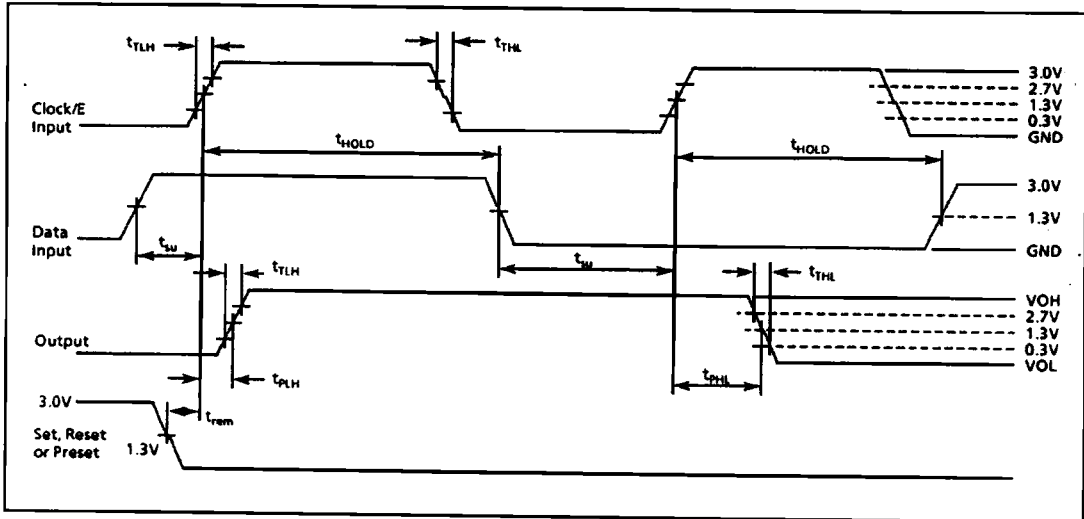 tTLH
tTHL
3.0V
2.7V
1.3V
0.3V
GND
Clock/E
Input
tHOLD
tHOLD
3.0V
1.3V
GND
Data
Input
tsu
tsu
tTLH
tTHL
VOH
2.7V
1.3V
0.3V
VOL
Output
tPLH
tPHL
3.0V
trem
Set, Reset
or Preset
1.3V